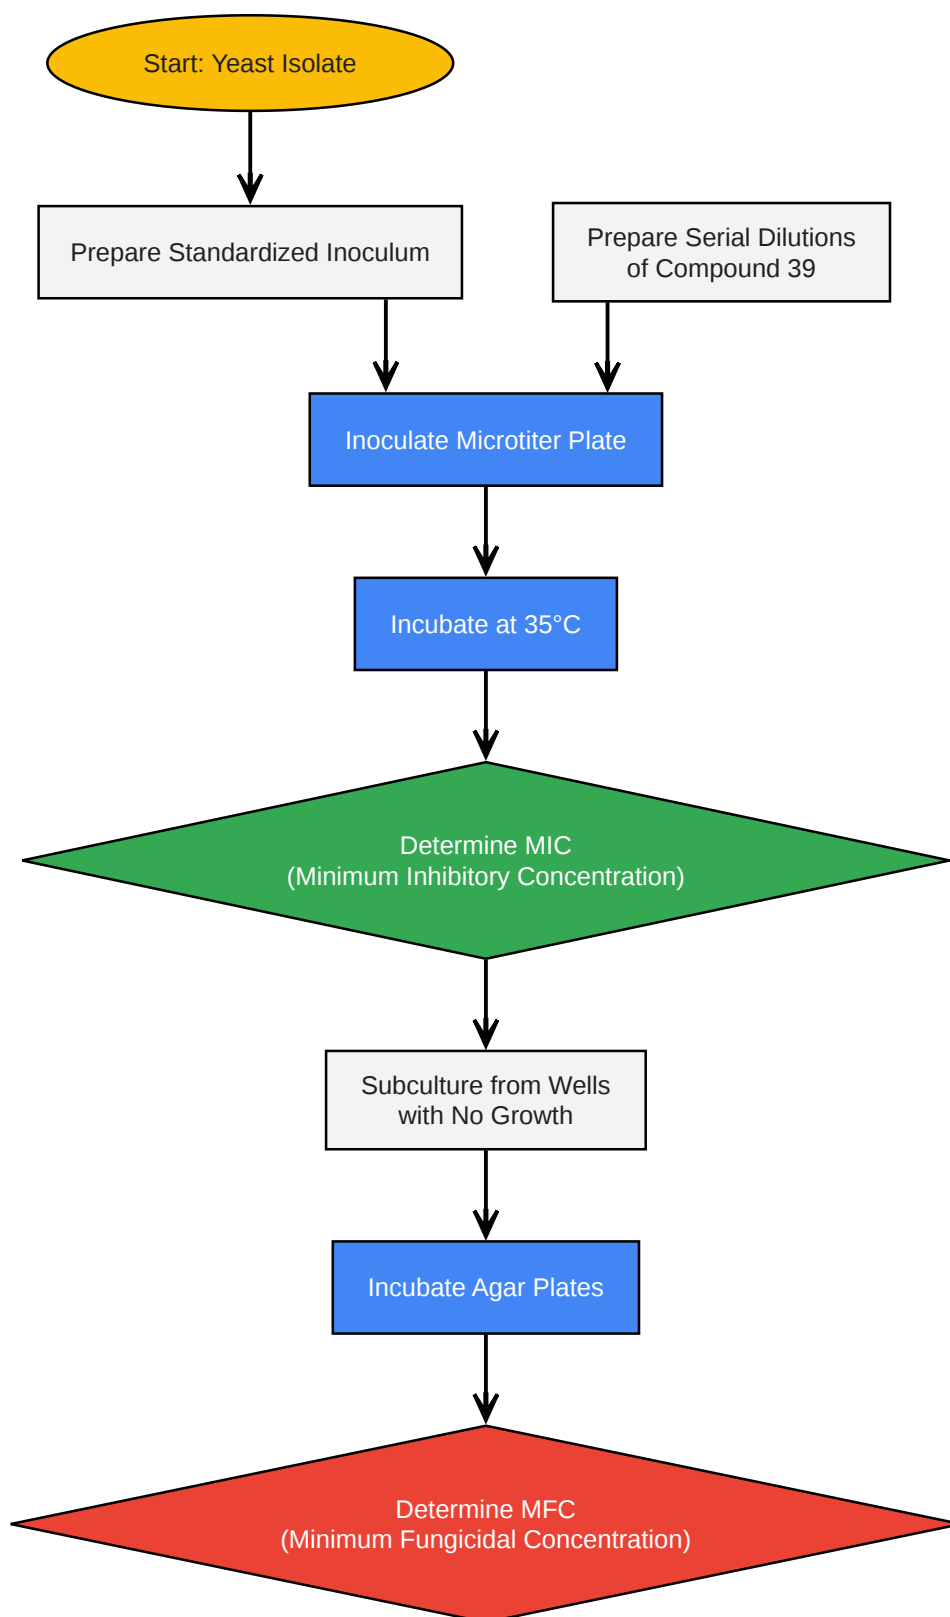 Start: Yeast Isolate
Prepare Standardized Inoculum
Prepare Serial Dilutions
of Compound 39
Inoculate Microtiter Plate
Incubate at 35°C
Determine MIC
(Minimum Inhibitory Concentration)
Subculture from Wells
with No Growth
Incubate Agar Plates
Determine MFC
(Minimum Fungicidal Concentration)